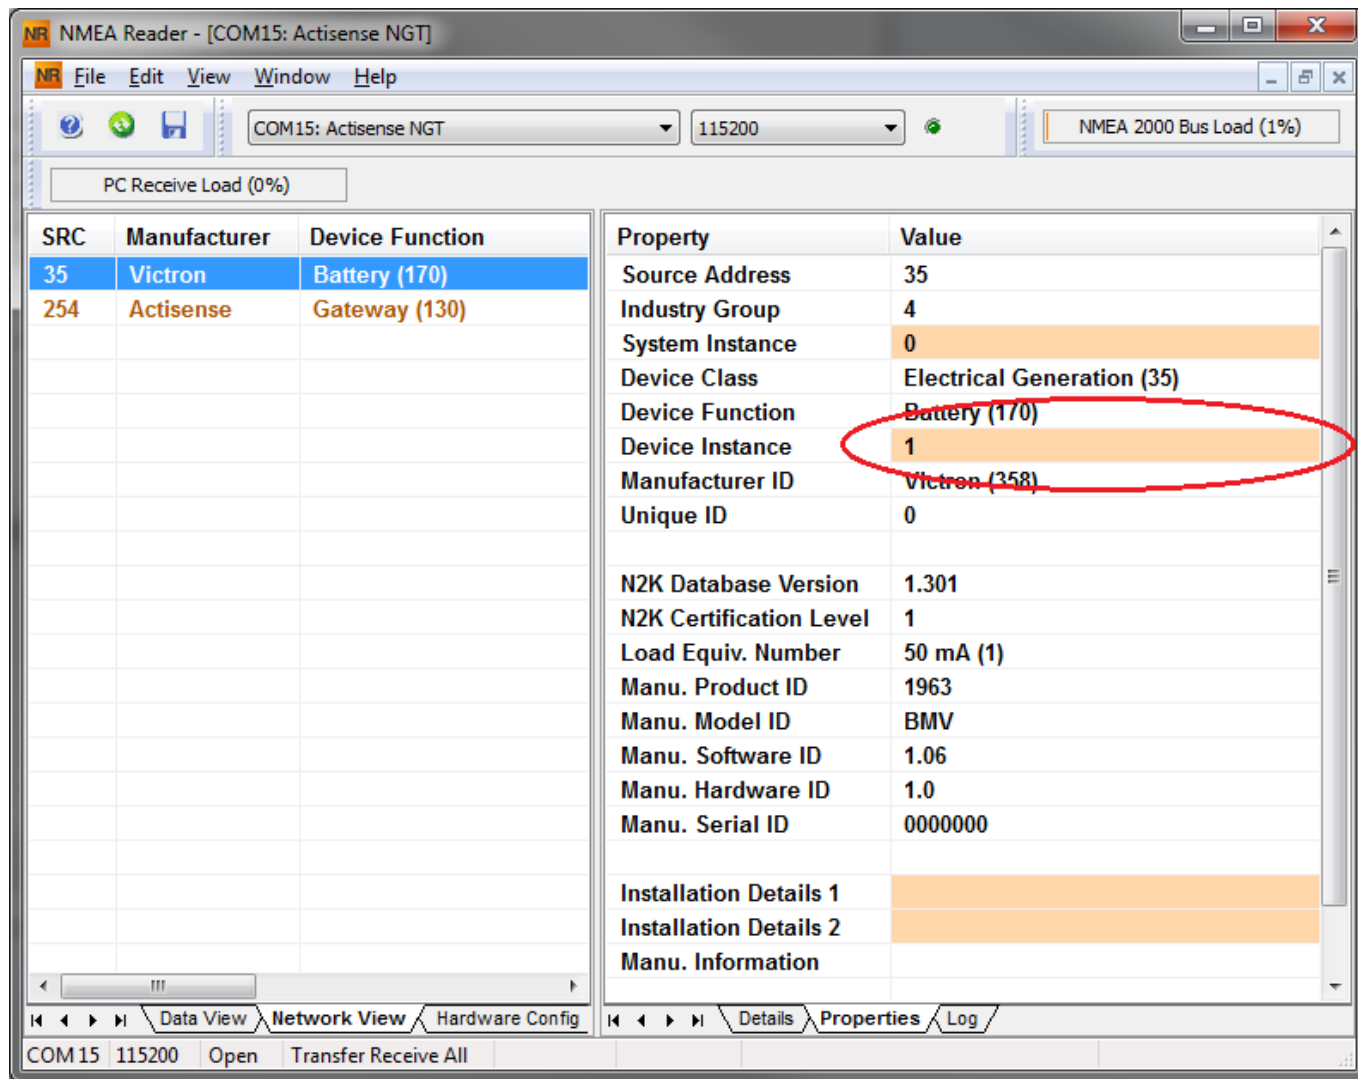 NR NMEA Reader - [COM15: Actisense NGT]
NR File Edit View Window Help
COM15: Actisense NGT 115200 NMEA 2000 Bus Load (1%)
PC Receive Load (0%)
SRC Manufacturer Device Function
35 Victron Battery (170)
254 Actisense Gateway (130)
Property Value
Source Address 35
Industry Group 4
System Instance 0
Device Class Electrical Generation (35)
Device Function Battery (170)
Device Instance 1
Manufacturer ID Victron (358)
Unique ID 0
N2K Database Version 1.301
N2K Certification Level 1
Load Equiv. Number 50 mA (1)
Manu. Product ID 1963
Manu. Model ID BMV
Manu. Software ID 1.06
Manu. Hardware ID 1.0
Manu. Serial ID 0000000
Installation Details 1
Installation Details 2
Manu. Information
Data View Network View Hardware Config
Details Properties Log
COM 15 115200 Open Transfer Receive All